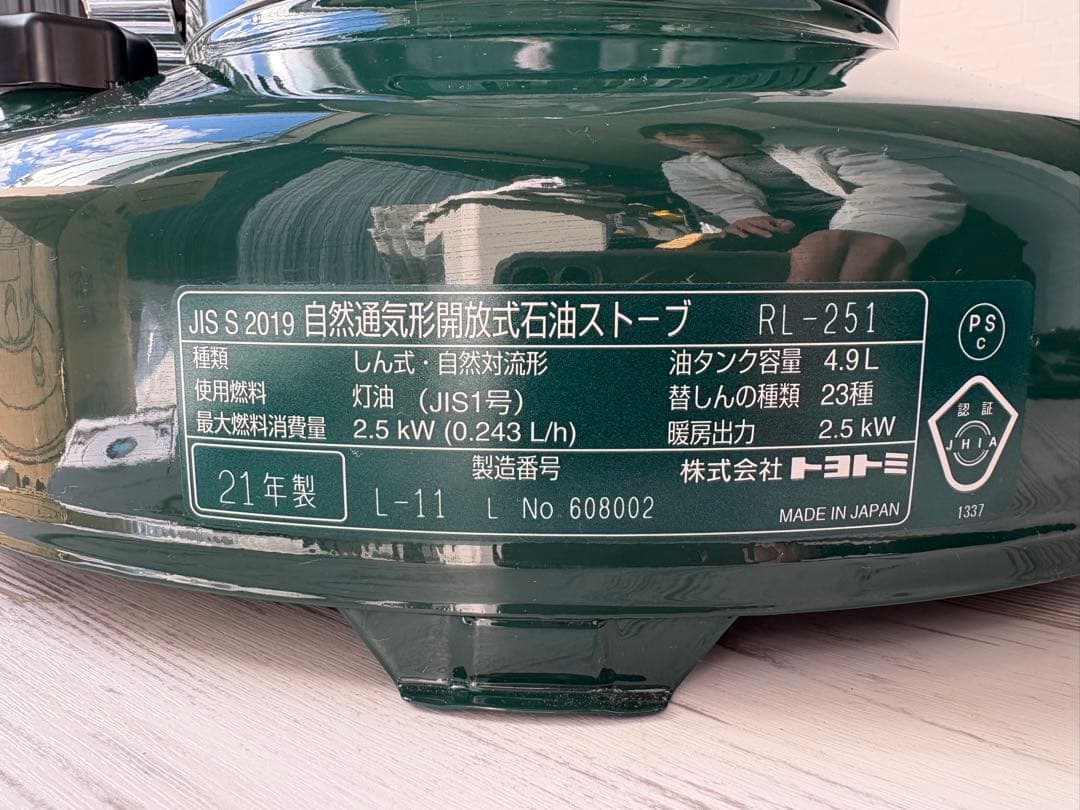 JIS S 2019 自然通気形開放式石油ストーブ RL-251
種類 しん式・自然対流形 油タンク容量 4.9 L
使用燃料 灯油 (JIS1号) 替しんの種類 23種
最大燃料消費量 2.5 kW (0.243 L/h) 暖房出力 2.5 kW
21年製 製造番号 株式会社 トヨトミ
L-11 L No 608002 MADE IN JAPAN
PS
C
認証
JHIA
1337